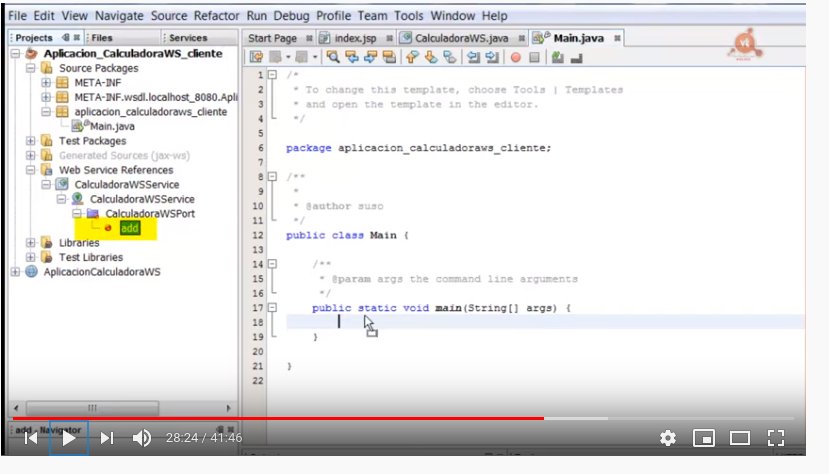 File Edit View Navigate Source Refactor Run Debug Profile Team Tools Window Help
Projects Files Services
Start Page index.jsp CalculadoraWS.java Main.java
Aplicacion_CalculadoraWS_cliente
Source Packages
META-INF
META-INF.wsdl.localhost_8080.Apli
aplicacion_calculadoraws_cliente
Main.java
Test Packages
Generated Sources (jax-ws)
Web Service References
CalculadoraWSService
CalculadoraWSService
CalculadoraWSPort
add
Libraries
Test Libraries
AplicacionCalculadoraWS
1 /*
2 * To change this template, choose Tools | Templates
3 * and open the template in the editor.
4 */
5
6 package aplicacion_calculadoraws_cliente;
7
8 /**
9 *
10 * @author suso
11 */
12 public class Main {
13
14 /**
15 * @param args the command line arguments
16 */
17 public static void main(String[] args) {
18
19 }
20
21 }
22
add - Navigator
28:24 / 41:46